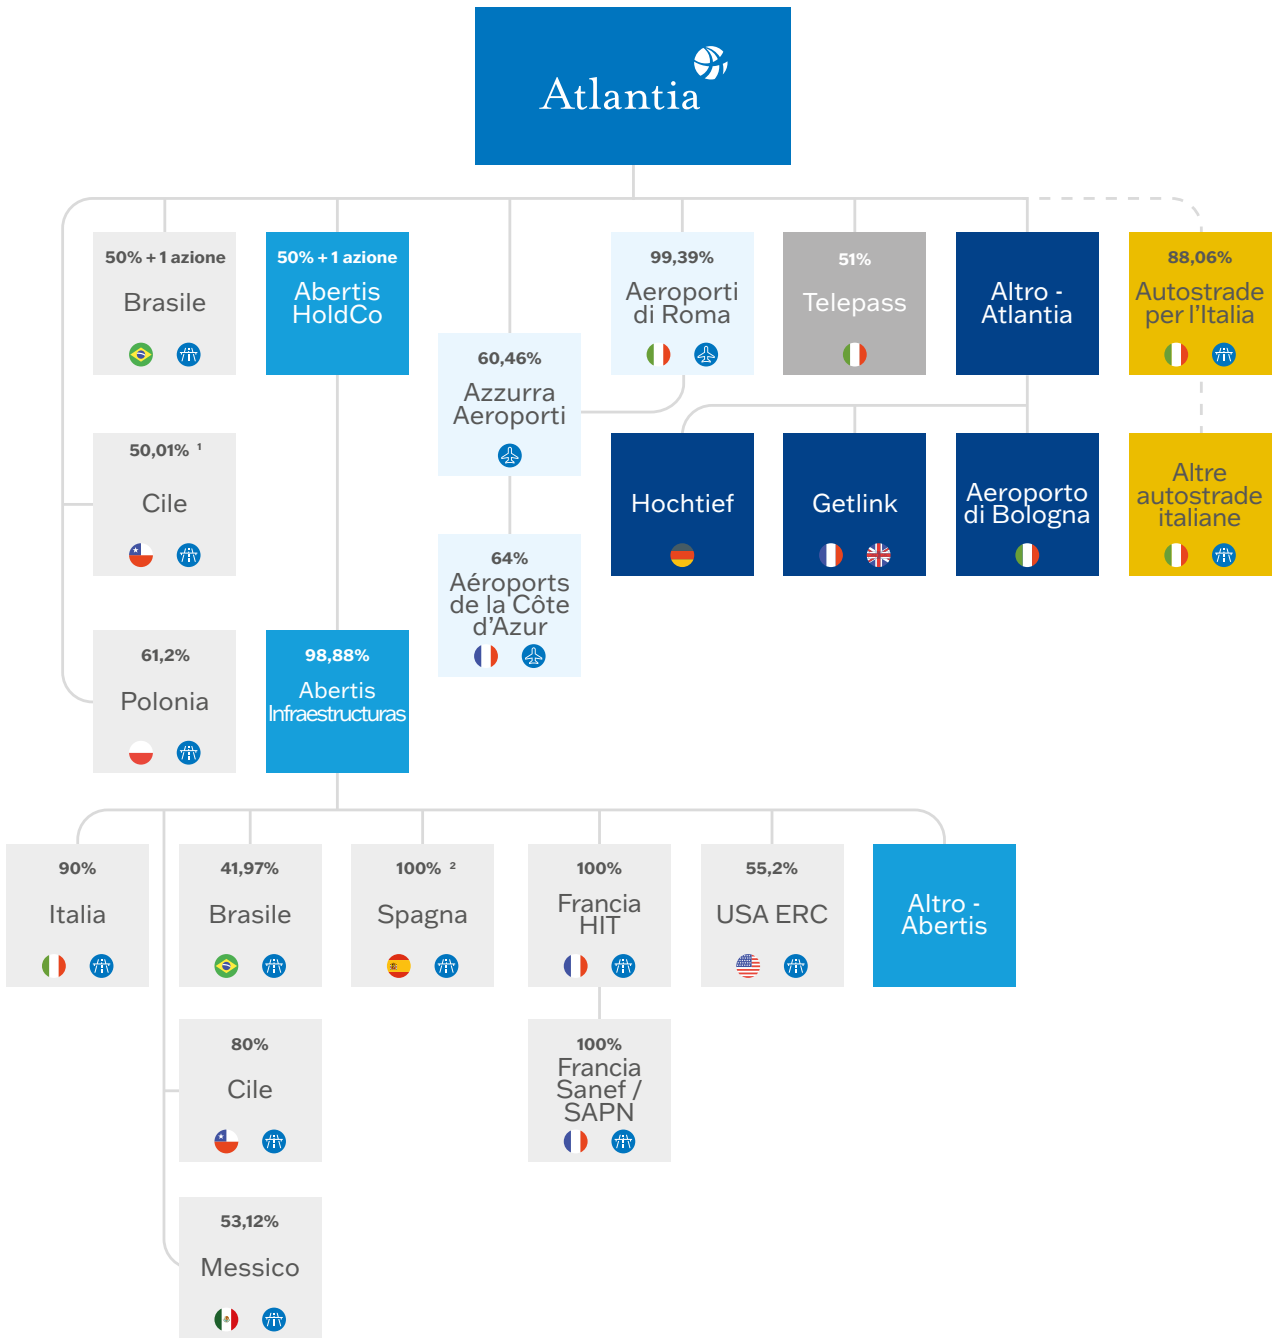 Atlantia
50% + 1 azione
Brasile
50% + 1 azione
Abertis
HoldCo
60,46%
Azzurra
Aeroporti
99,39%
Aeroporti
di Roma
51%
Telepass
Altro -
Atlantia
88,06%
Autostrade
per l'Italia
50,01% 1
Cile
64%
Aéroports
de la Côte
d'Azur
Hochtief
Getlink
Aeroporto
di Bologna
Altre
autostrade
italiane
61,2%
Polonia
98,88%
Abertis
Infraestructuras
90%
Italia
41,97%
Brasile
100% 2
Spagna
100%
Francia
HIT
55,2%
USA ERC
Altro -
Abertis
80%
Cile
100%
Francia
Sanef /
SAPN
53,12%
Messico